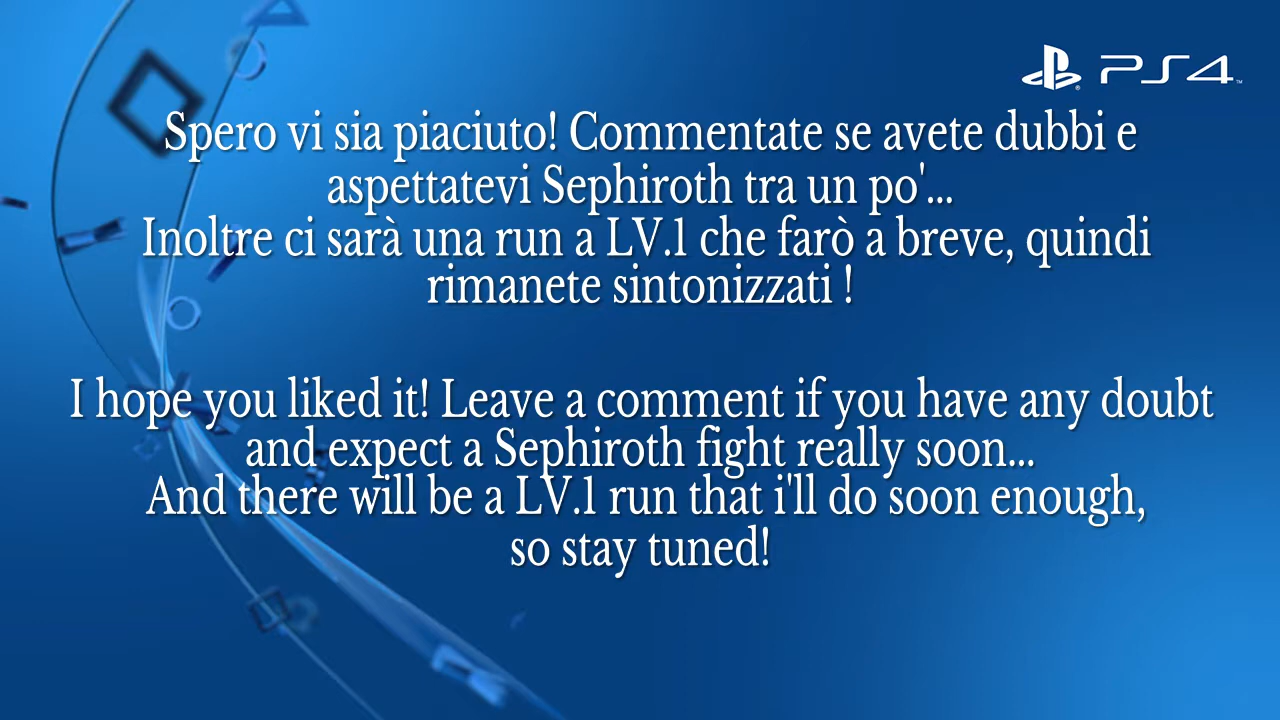 PS4
Spero vi sia piaciuto! Commentate se avete dubbi e
aspettatevi Sephiroth tra un po'...
Inoltre ci sarà una run a LV.1 che farò a breve, quindi
rimanete sintonizzati !
I hope you liked it! Leave a comment if you have any doubt
and expect a Sephiroth fight really soon...
And there will be a LV.1 run that i'll do soon enough,
so stay tuned!